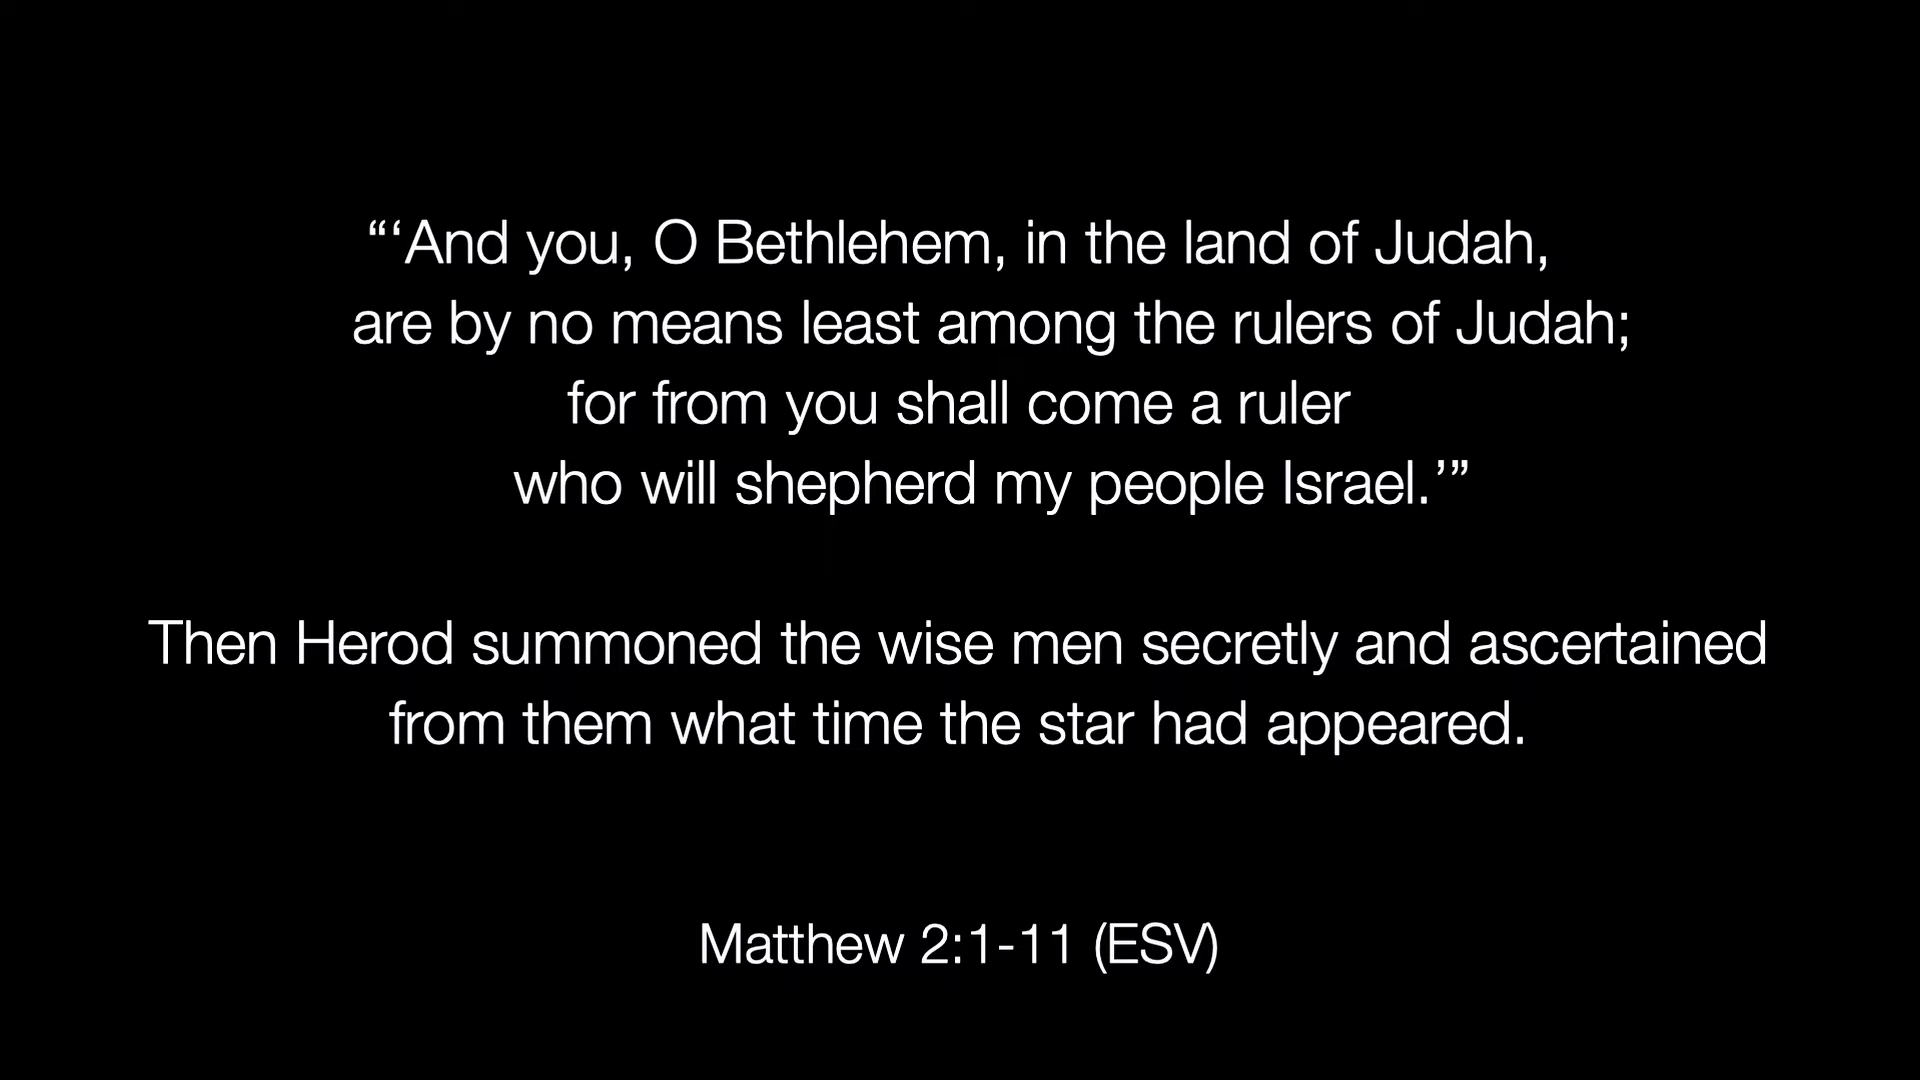 “‘And you, O Bethlehem, in the land of Judah,
are by no means least among the rulers of Judah;
for from you shall come a ruler
who will shepherd my people Israel.’”
Then Herod summoned the wise men secretly and ascertained
from them what time the star had appeared.
Matthew 2:1-11 (ESV)